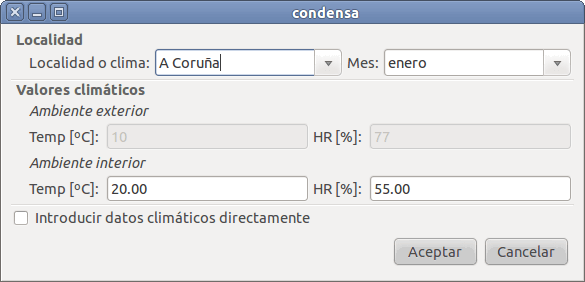 condensa
Localidad
Localidad o clima: A Coruña Mes: enero
Valores climáticos
Ambiente exterior
Temp [ºC]: 10 HR [%]: 77
Ambiente interior
Temp [ºC]: 20.00 HR [%]: 55.00
Introducir datos climáticos directamente
Aceptar Cancelar